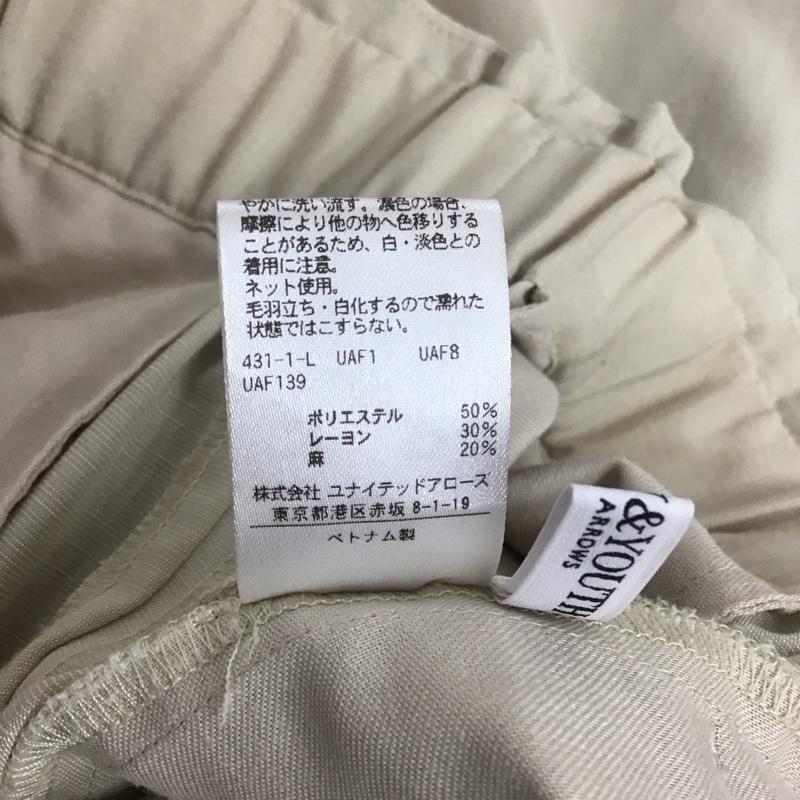 やかに洗い流す。濃色の場合、
摩擦により他の物へ色移りする
ことがあるため、白・淡色との
着用に注意。
ネット使用。
毛羽立ち・白化するので濡れた
状態ではこすらない。
431-1-L UAF1 UAF8
UAF139
ポリエステル 50%
レーヨン 30%
麻 20%
株式会社 ユナイテッドアローズ
東京都港区赤坂 8-1-19
ベトナム製
&YOUTH
ARROWS